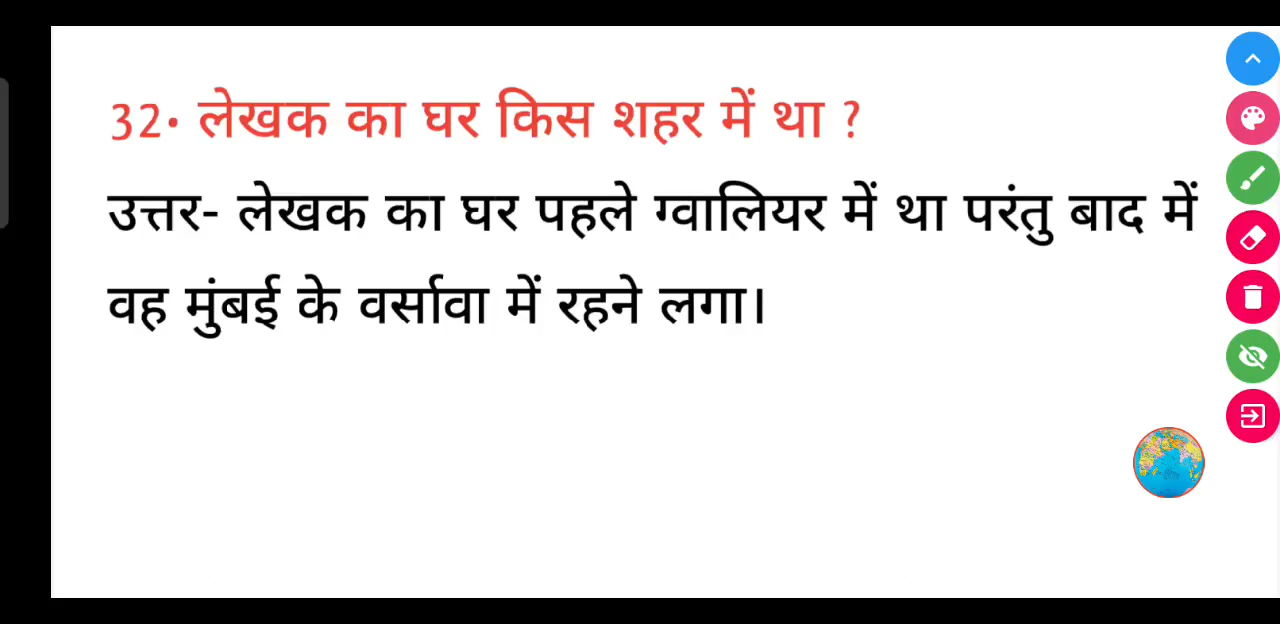 32· लेखक का घर किस शहर में था ?
उत्तर- लेखक का घर पहले ग्वालियर में था परंतु बाद में
वह मुंबई के वर्सावा में रहने लगा।